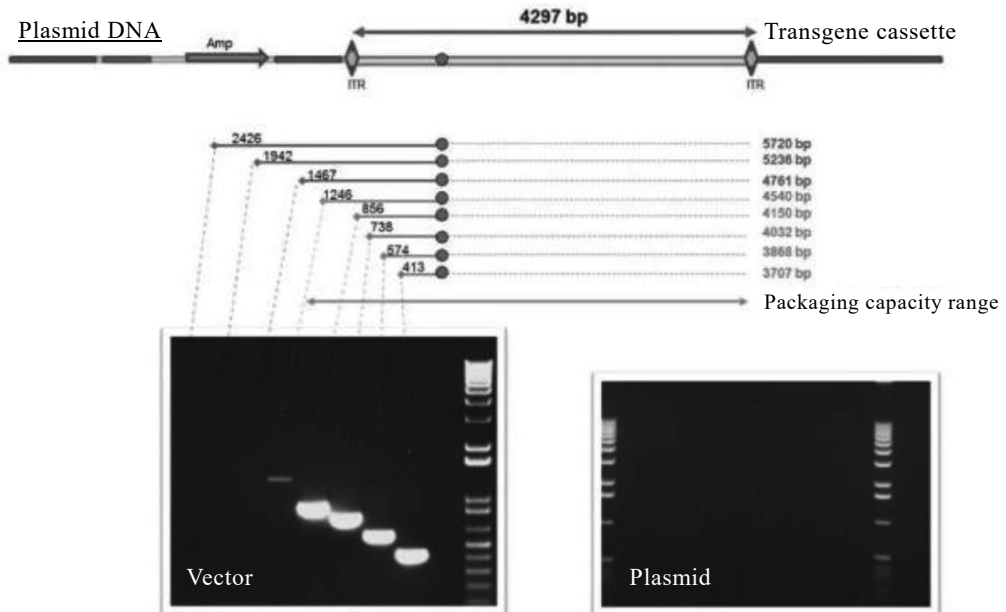 4297 bp
Plasmid DNA
Transgene cassette
Amp
ITR
ITR
2426
5720 bp
1942
5236 bp
1467
4761 bp
1246
4540 bp
856
4150 bp
738
4032 bp
574
3868 bp
413
3707 bp
Packaging capacity range
Vector
Plasmid